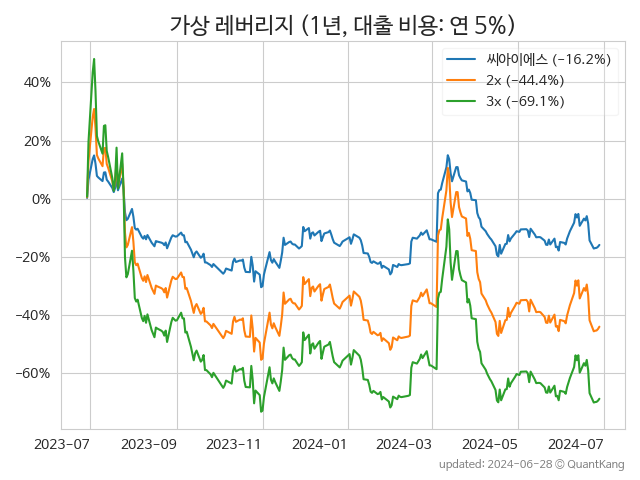 가상 레버리지 (1년, 대출 비용: 연 5%)
씨아이에스 (-16.2%)
2x (-44.4%)
3x (-69.1%)
40%
20%
0%
-20%
-40%
-60%
2023-07 2023-09 2023-11 2024-01 2024-03 2024-05 2024-07
updated: 2024-06-28 © QuantKang